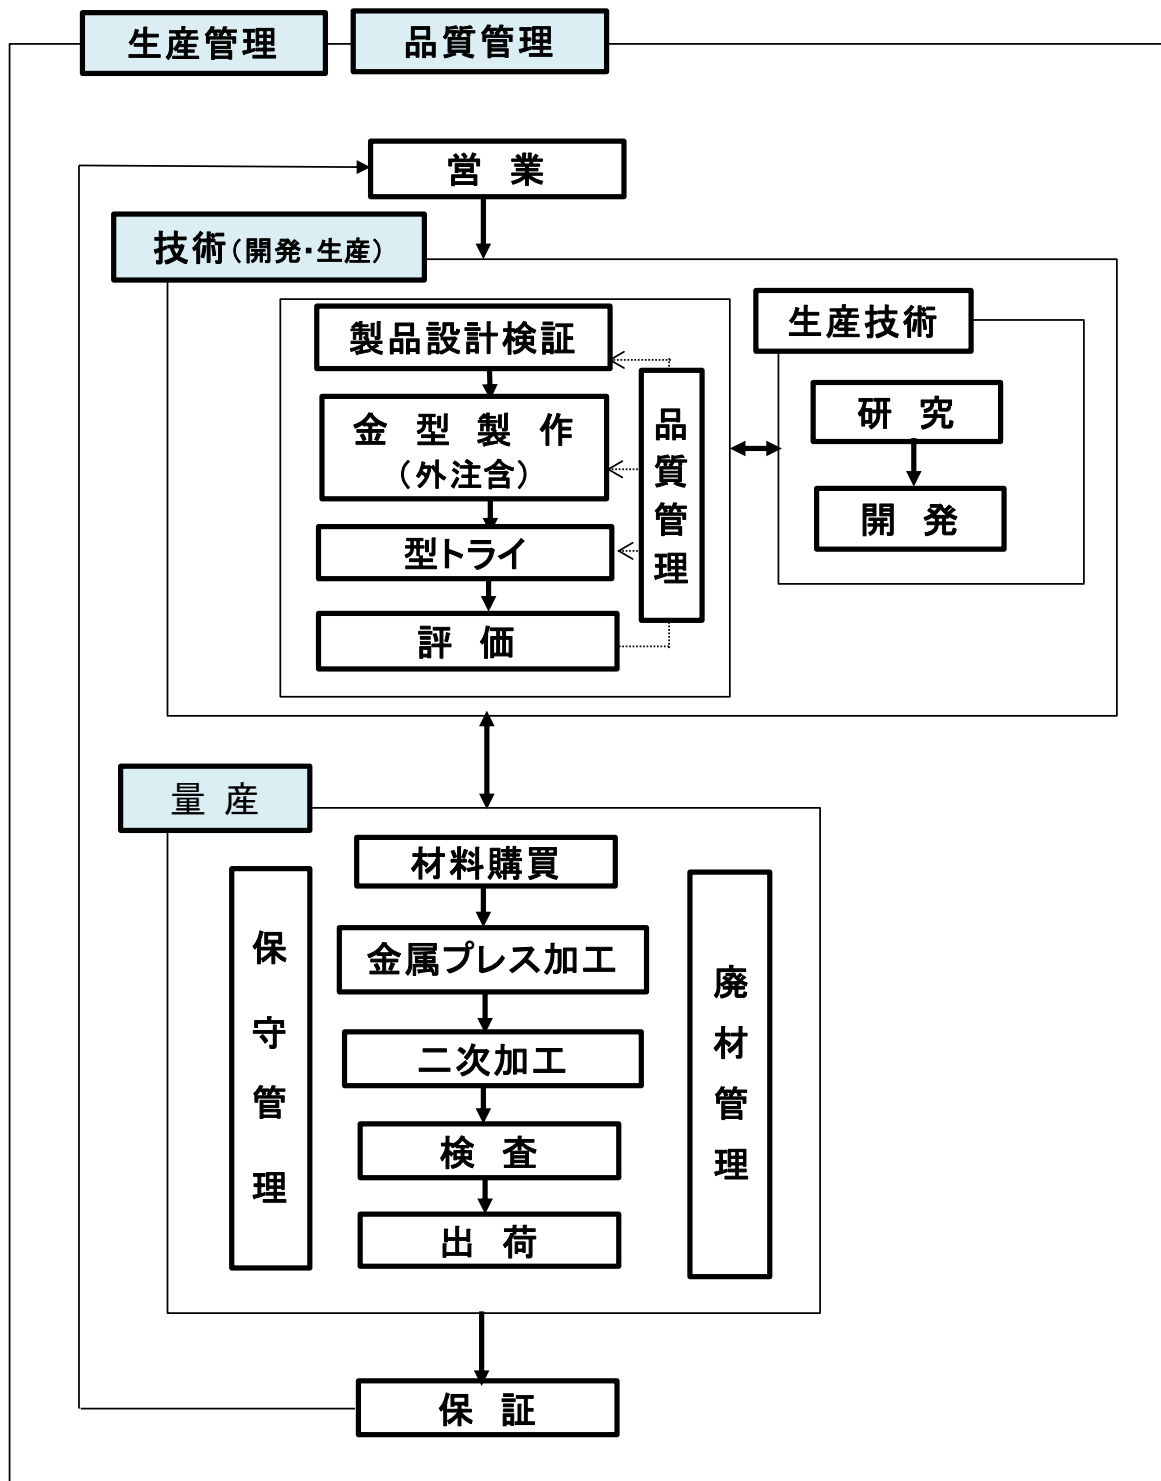 生産管理
品質管理
営業
技術(開発・生産)
製品設計検証
金型製作
(外注含)
型トライ
評価
品質管理
生産技術
研究
開発
量産
保守管理
材料購買
金属プレス加工
二次加工
検査
出荷
廃材管理
保証